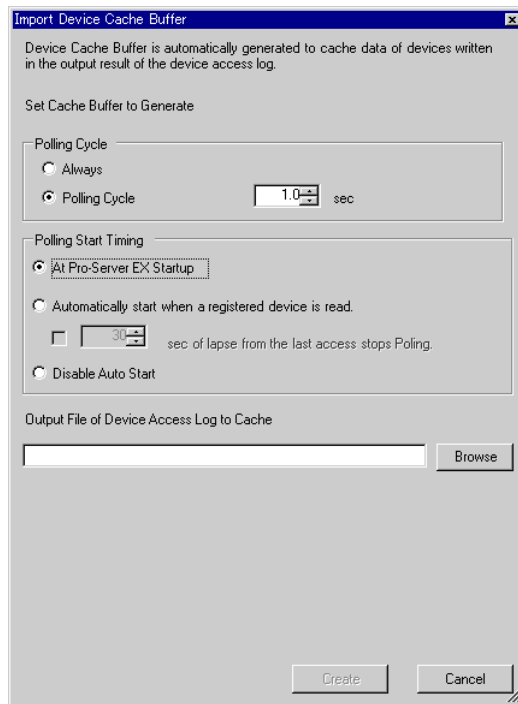 Import Device Cache Buffer
Device Cache Buffer is automatically generated to cache data of devices written
in the output result of the device access log.
Set Cache Buffer to Generate
Polling Cycle
Always
Polling Cycle 1.0 sec
Polling Start Timing
At Pro-Server EX Startup
Automatically start when a registered device is read.
30 sec of lapse from the last access stops Poling.
Disable Auto Start
Output File of Device Access Log to Cache
Browse
Create Cancel